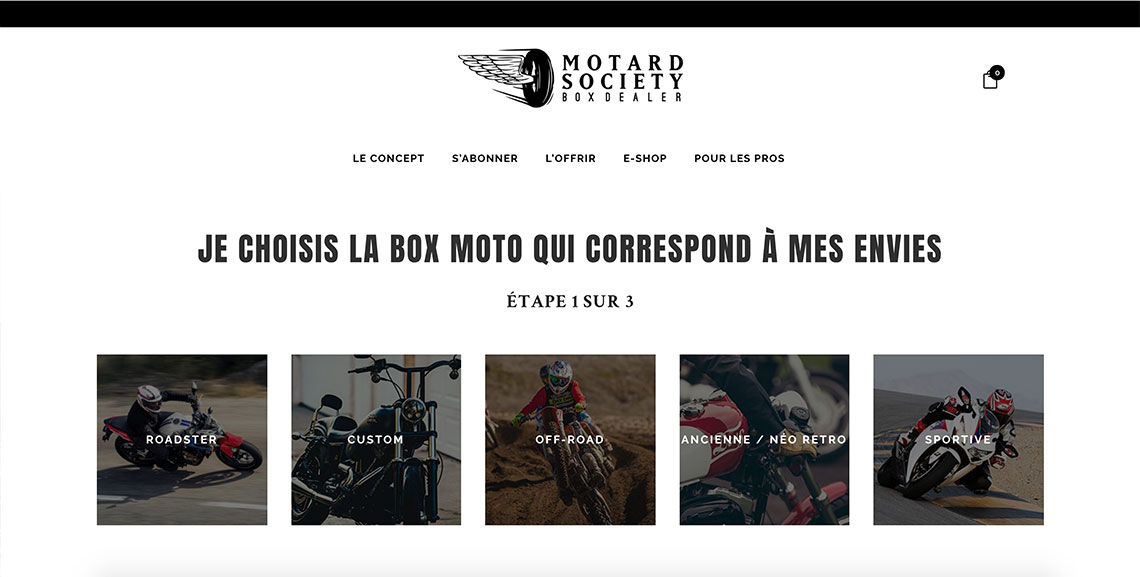 MOTARD
SOCIETY
BOX DEALER
0
LE CONCEPT S'ABONNER L'OFFRIR E-SHOP POUR LES PROS
JE CHOISIS LA BOX MOTO QUI CORRESPOND À MES ENVIES
ÉTAPE 1 SUR 3
ROADSTER CUSTOM OFF-ROAD ANCIENNE / NÉO RETRO SPORTIVE